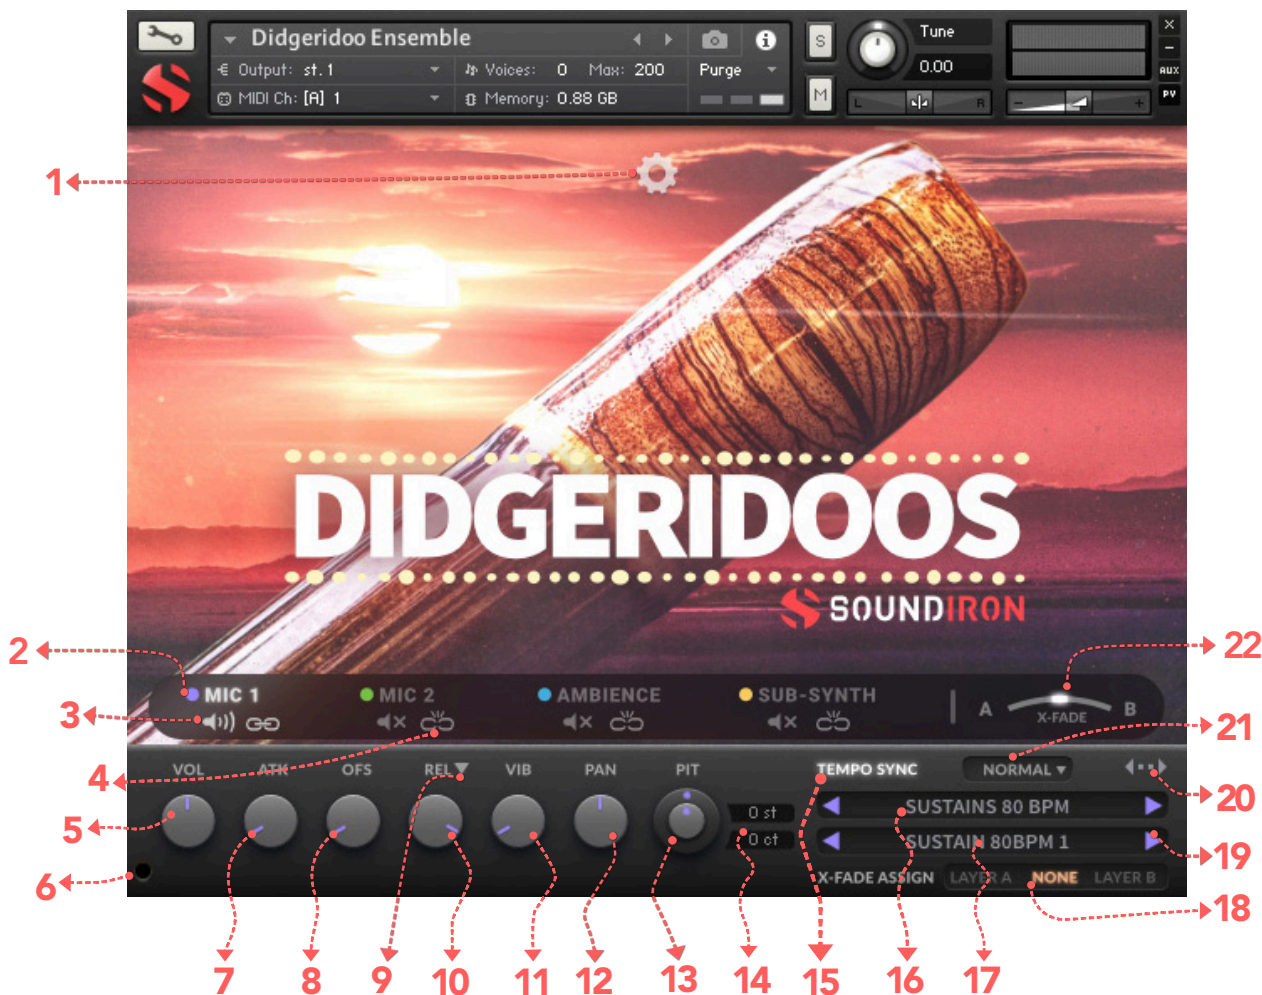 Didgeridoo Ensemble
Output: st. 1
Voices: 0 Max: 200
Purge
MIDI Ch: [A] 1
Memory: 0.88 GB
S
M
Tune
0.00
L
R
-
+
×
-
AUX
PV
1
DIDGERIDOOS
SOUNDIRON
2
MIC 1
MIC 2
AMBIENCE
SUB-SYNTH
A
X-FADE
B
22
3
4
21
VOL
ATK
OFS
REL
VIB
PAN
PIT
TEMPO SYNC
NORMAL
20
5
0 st
0 ct
SUSTAINS 80 BPM
SUSTAIN 80BPM 1
19
6
X-FADE ASSIGN
LAYER A
NONE
LAYER B
18
7
8
9
10
11
12
13
14
15
16
17